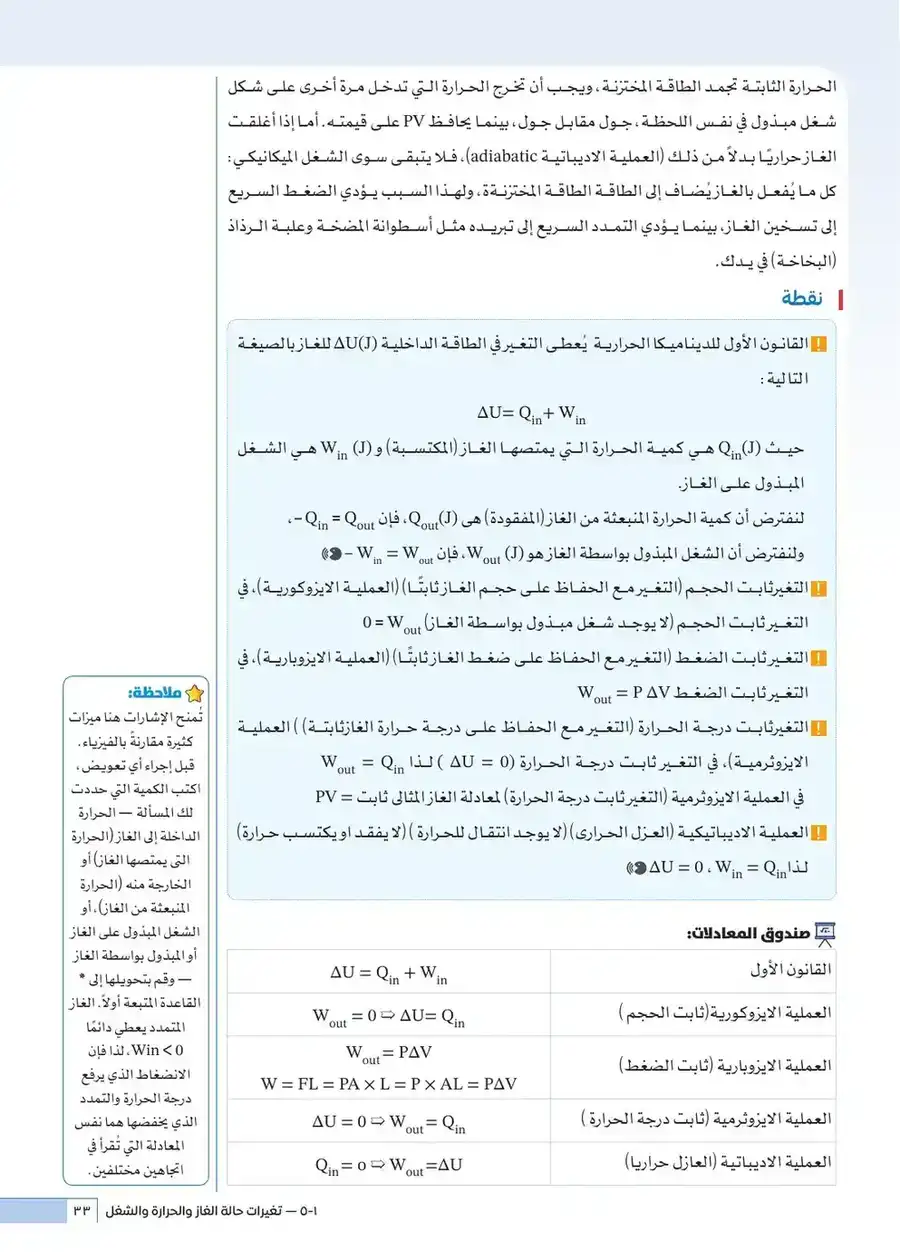 الحرارة الثابتة تجمد الطاقة المختزنة، ويجب أن تخرج الحرارة التي تدخل مرة أخرى على شكل
شغل مبذول في نفس اللحظة، جول مقابل جول، بينما يحافظ PV على قيمته. أما إذا أغلقت
الغاز حراريًا بدلاً من ذلك (العملية الاديباتية adiabatic)، فلا يتبقى سوى الشغل الميكانيكي:
كل ما يُفعل بالغاز يُضاف إلى الطاقة الطاقة المختزنةة، ولهذا السبب يؤدي الضغط السريع
إلى تسخين الغاز، بينما يؤدي التمدد السريع إلى تبريده مثل أسطوانة المضخة وعلبة الرذاذ
(البخاخة) في يدك.
نقطة
القانون الأول للديناميكا الحرارية يُعطى التغير في الطاقة الداخلية ΔU(J) للغاز بالصيغة
التالية:
ΔU= Qin+ Win
حيث Qin(J) هي كمية الحرارة التي يمتصها الغاز (المكتسبة) و Win (J) هي الشغل
المبذول على الغاز.
لنفترض أن كمية الحرارة المنبعثة من الغاز (المفقودة) هى Qout(J)، فإن Qin = Qout –،
ولنفترض أن الشغل المبذول بواسطة الغاز هو Wout (J)، فإن Win = Wout –
التغير ثابت الحجم (التغير مع الحفاظ على حجم الغاز ثابتًا) (العملية الايزوكورية)، في
التغير ثابت الحجم (لا يوجد شغل مبذول بواسطة الغاز) Wout = 0
التغير ثابت الضغط (التغير مع الحفاظ على ضغط الغاز ثابتًا) (العملية الايزوبارية)، في
التغير ثابت الضغط Wout = P ΔV
التغير ثابت درجة الحرارة (التغير مع الحفاظ على درجة حرارة الغاز ثابتة) ) العملية
الايزوثرمية)، في التغير ثابت درجة الحرارة (ΔU = 0 ) لذا Wout = Qin
في العملية الايزوثرمية (التغير ثابت درجة الحرارة) لمعادلة الغاز المثالى ثابت = PV
العملية الاديباتيكية (العزل الحرارى) (لا يوجد انتقال للحرارة ) (لا يفقد او يكتسب حرارة)
لذا ΔU = 0 ، Win = Qin
ملاحظة:
تُمنح الإشارات هنا ميزات
كثيرة مقارنةً بالفيزياء.
قبل إجراء أي تعويض،
اكتب الكمية التي حددت
لك المسألة — الحرارة
الداخلة إلى الغاز (الحرارة
التى يمتصها الغاز) أو
الخارجة منه (الحرارة
المنبعثة من الغاز)، أو
الشغل المبذول على الغاز
أو المبذول بواسطة الغاز
— وقم بتحويلها إلى *
القاعدة المتبعة أولاً. الغاز
المتمدد يعطي دائمًا
Win < 0، لذا فإن
الانضغاط الذي يرفع
درجة الحرارة والتمدد
الذي يخفضها هما نفس
المعادلة التي تُقرأ في
اتجاهين مختلفين.
صندوق المعادلات:
القانون الأول ΔU = Qin + Win
العملية الايزوكورية(ثابت الحجم ) Wout = 0 ⇨ ΔU= Qin
العملية الايزوبارية (ثابت الضغط) Wout= PΔV
W = FL = PA × L = P × AL = PΔV
العملية الايزوثرمية (ثابت درجة الحرارة ) ΔU = 0 ⇨ Wout= Qin
العملية الاديباتية (العازل حراريا) Qin= o ⇨ Wout=ΔU
٥-١ — تغيرات حالة الغاز والحرارة والشغل ٣٣